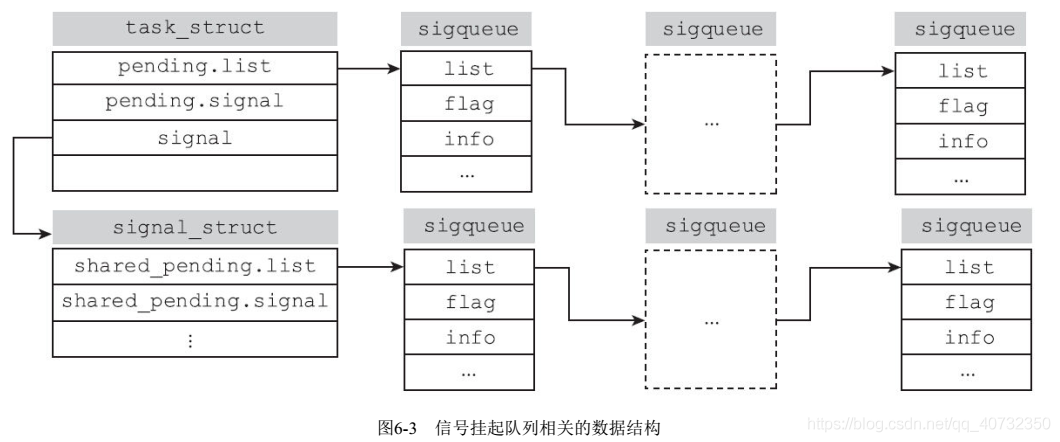 task_struct
pending.list
pending.signal
signal
sigqueue
list
flag
info
...
sigqueue
...
sigqueue
list
flag
info
...
signal_struct
shared_pending.list
shared_pending.signal
⋮
sigqueue
list
flag
info
...
sigqueue
...
sigqueue
list
flag
info
...
图6-3 信号挂起队列相关的数据结构
https://blog.csdn.net/qq_40732350